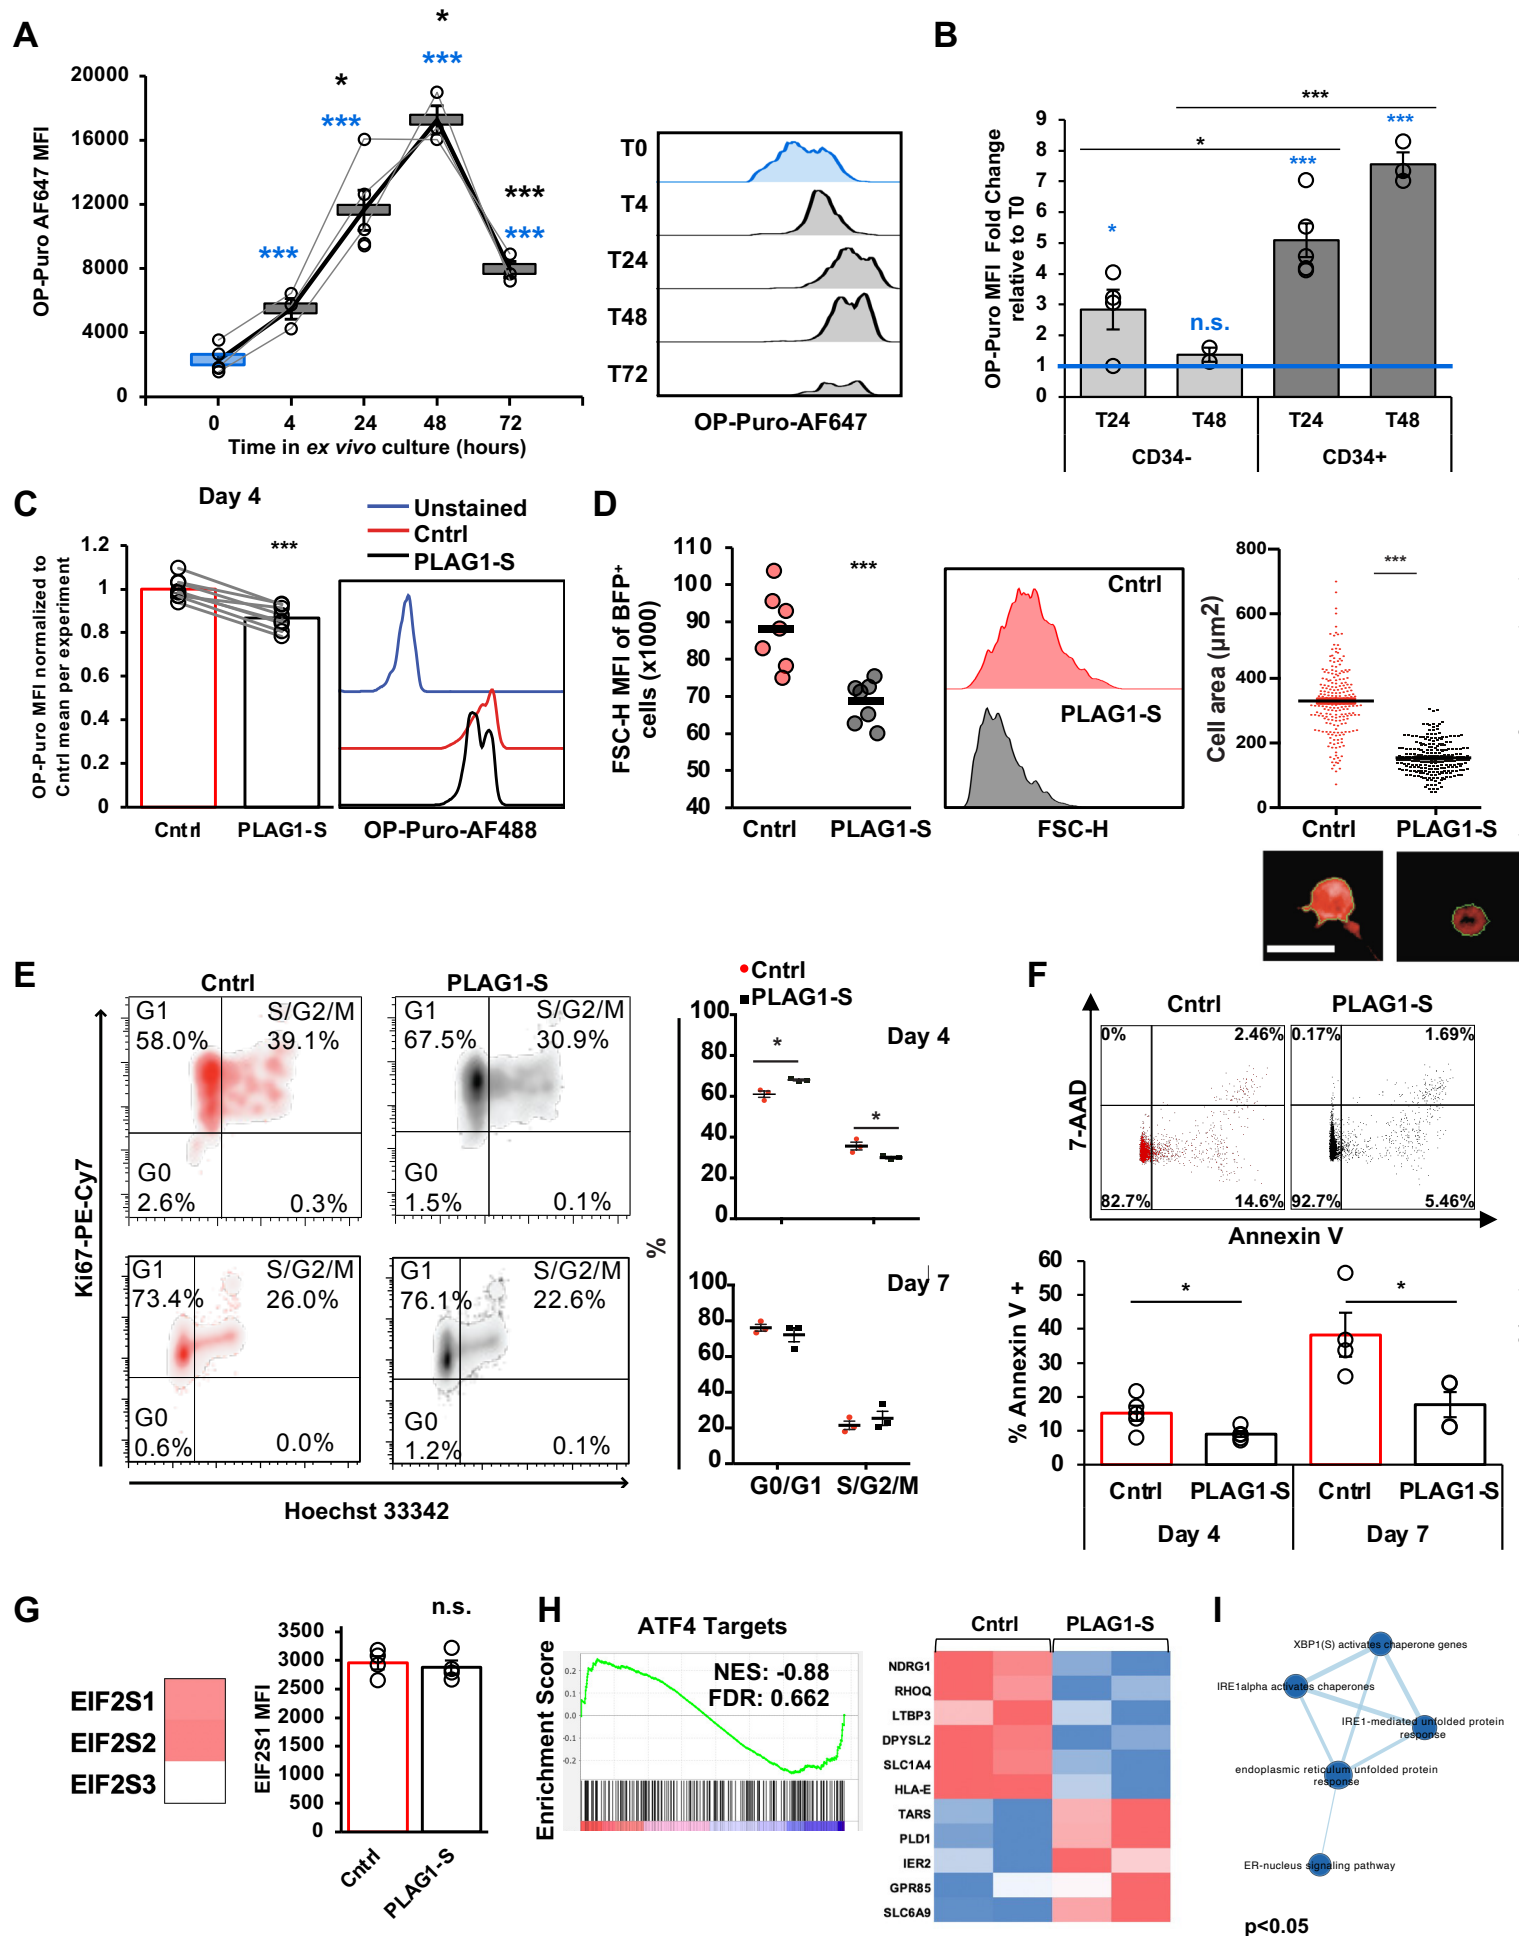 A
OP-Puro AF647 MFI
20000
16000
12000
8000
4000
0
***
*
***
*
***
***
***
0 4 24 48 72
Time in ex vivo culture (hours)
T0
T4
T24
T48
T72
OP-Puro-AF647
B
OP-Puro MFI Fold Change
relative to T0
9
8
7
6
5
4
3
2
1
0
***
*
*
n.s.
***
***
T24 T48 T24 T48
CD34- CD34+
C
Day 4
OP-Puro MFI normalized to
Cntrl mean per experiment
1.2
1
0.8
0.6
0.4
0.2
0
***
Cntrl PLAG1-S
Unstained
Cntrl
PLAG1-S
OP-Puro-AF488
D
FSC-H MFI of BFP+
cells (x1000)
110
100
90
80
70
60
50
40
***
Cntrl PLAG1-S
Cntrl
PLAG1-S
FSC-H
Cell area (µm2)
800
600
400
200
0
***
Cntrl PLAG1-S
E
Cntrl PLAG1-S
Ki67-PE-Cy7
G1 S/G2/M
58.0% 39.1%
G0
2.6% 0.3%
G1 S/G2/M
67.5% 30.9%
G0
1.5% 0.1%
G1 S/G2/M
73.4% 26.0%
G0
0.6% 0.0%
G1 S/G2/M
76.1% 22.6%
G0
1.2% 0.1%
Hoechst 33342
Cntrl
PLAG1-S
%
100
80
60
40
20
0
Day 4
*
*
100
80
60
40
20
0
Day 7
G0/G1 S/G2/M
F
Cntrl PLAG1-S
7-AAD
0% 2.46%
82.7% 14.6%
0.17% 1.69%
92.7% 5.46%
Annexin V
% Annexin V +
60
50
40
30
20
10
0
*
*
Cntrl PLAG1-S Cntrl PLAG1-S
Day 4 Day 7
G
EIF2S1
EIF2S2
EIF2S3
EIF2S1 MFI
3500
3000
2500
2000
1500
1000
500
0
n.s.
Cntrl PLAG1-S
H
ATF4 Targets
Enrichment Score
0.2
0.1
0.0
-0.1
-0.2
NES: -0.88
FDR: 0.662
Cntrl PLAG1-S
NDRG1
RHOQ
LTBP3
DPYSL2
SLC1A4
HLA-E
TARS
PLD1
IER2
GPR85
SLC6A9
I
XBP1(S) activates chaperone genes
IRE1alpha activates chaperones
IRE1-mediated unfolded protein
response
endoplasmic reticulum unfolded protein
response
ER-nucleus signaling pathway
p<0.05